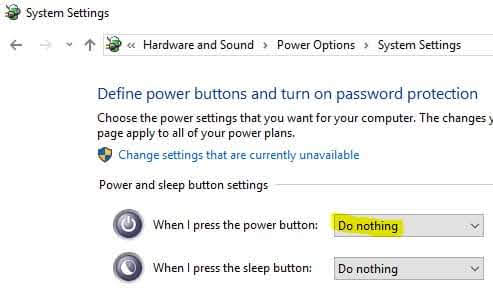 System Settings
« Hardware and Sound > Power Options > System Settings
Define power buttons and turn on password protection
Choose the power settings that you want for your computer. The changes y
page apply to all of your power plans.
Change settings that are currently unavailable
Power and sleep button settings
When I press the power button: Do nothing
When I press the sleep button: Do nothing